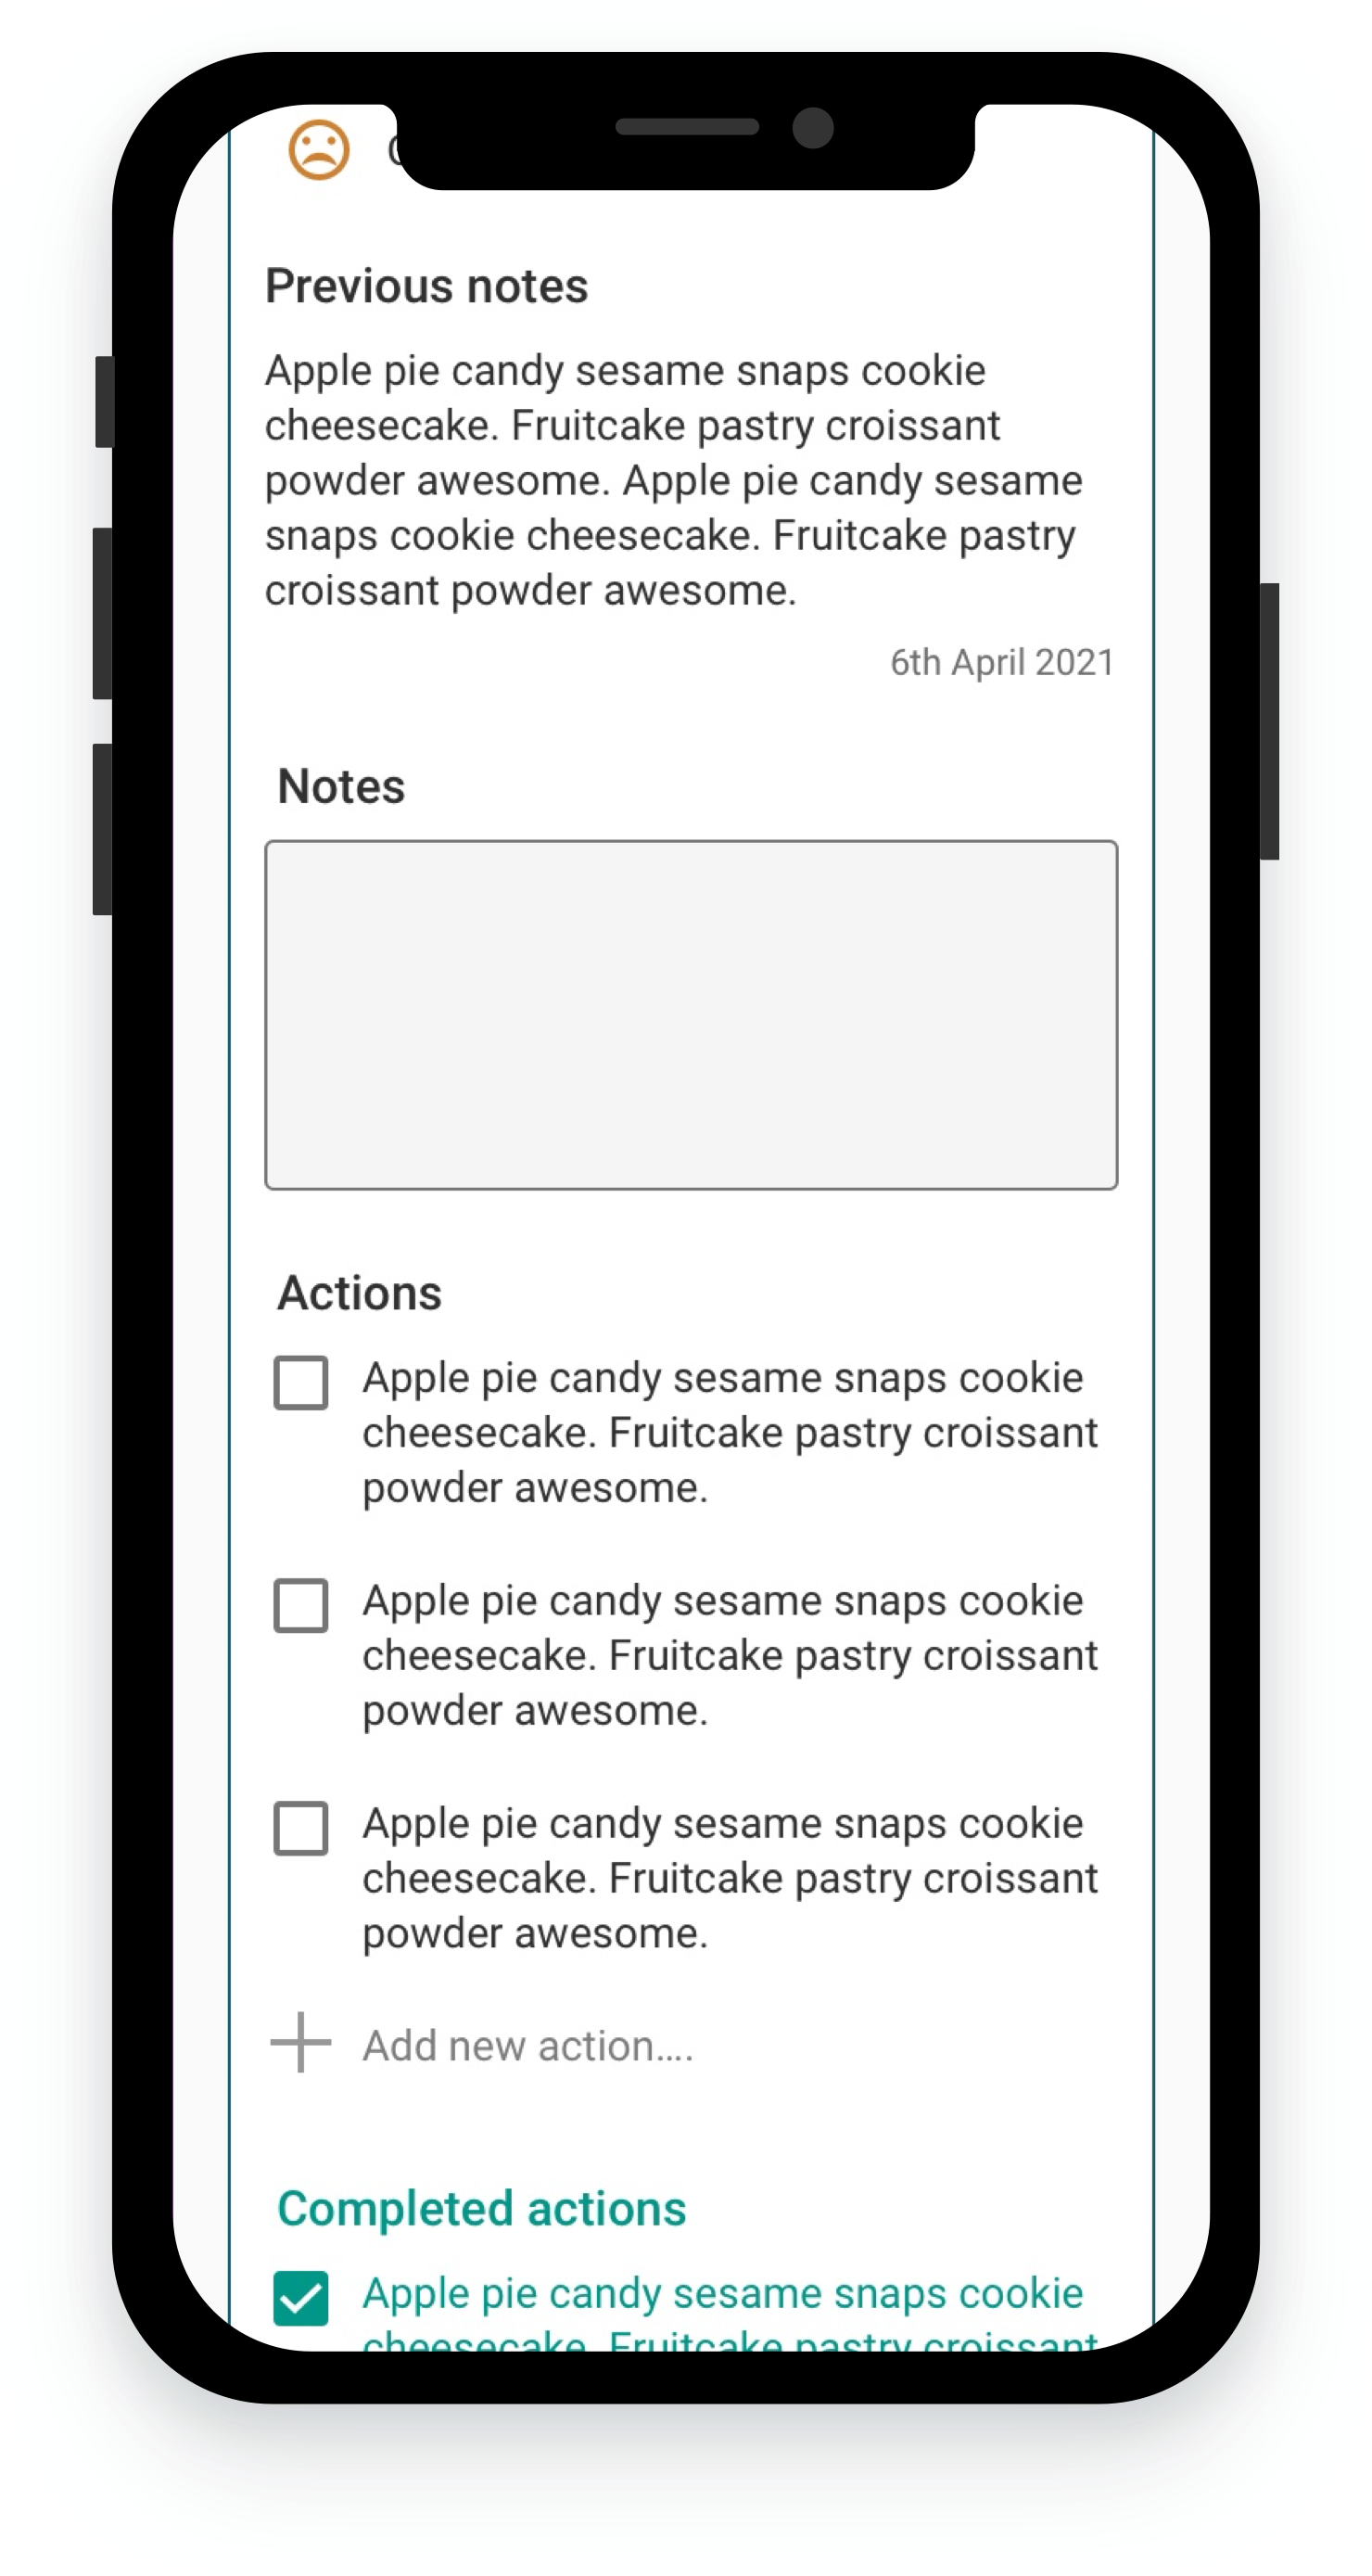 Previous notes
Apple pie candy sesame snaps cookie
cheesecake. Fruitcake pastry croissant
powder awesome. Apple pie candy sesame
snaps cookie cheesecake. Fruitcake pastry
croissant powder awesome.
6th April 2021
Notes
Actions
Apple pie candy sesame snaps cookie
cheesecake. Fruitcake pastry croissant
powder awesome.
Apple pie candy sesame snaps cookie
cheesecake. Fruitcake pastry croissant
powder awesome.
Apple pie candy sesame snaps cookie
cheesecake. Fruitcake pastry croissant
powder awesome.
Add new action....
Completed actions
Apple pie candy sesame snaps cookie
cheesecake. Fruitcake pastry croissant